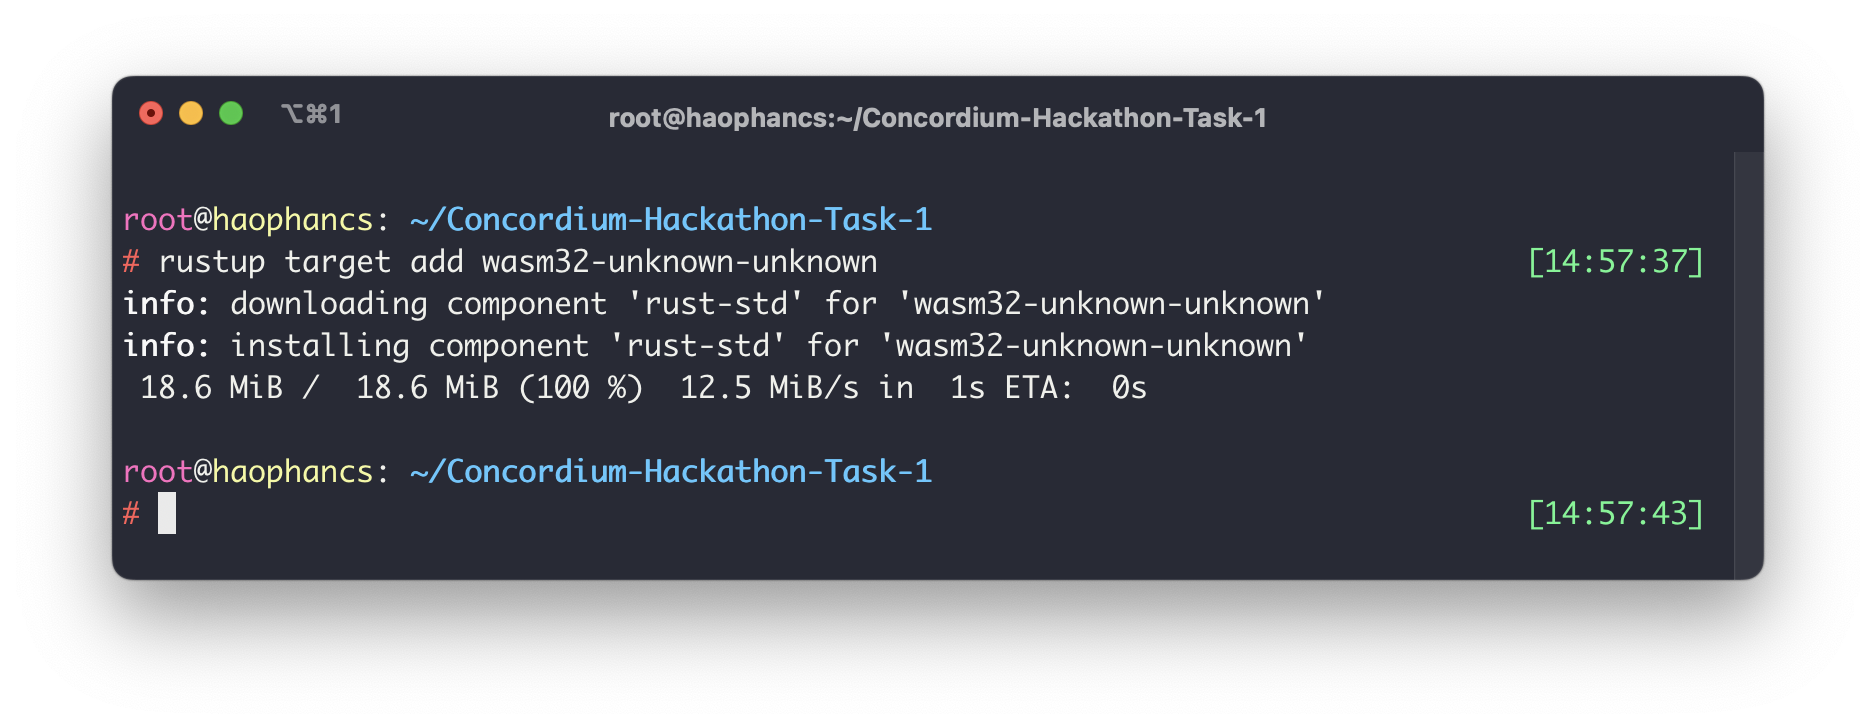 ⌥⌘1
root@haophancs:~/Concordium-Hackathon-Task-1
root@haophancs: ~/Concordium-Hackathon-Task-1
# rustup target add wasm32-unknown-unknown [14:57:37]
info: downloading component 'rust-std' for 'wasm32-unknown-unknown'
info: installing component 'rust-std' for 'wasm32-unknown-unknown'
18.6 MiB /  18.6 MiB (100 %)  12.5 MiB/s in  1s ETA:  0s
root@haophancs: ~/Concordium-Hackathon-Task-1
# [14:57:43]